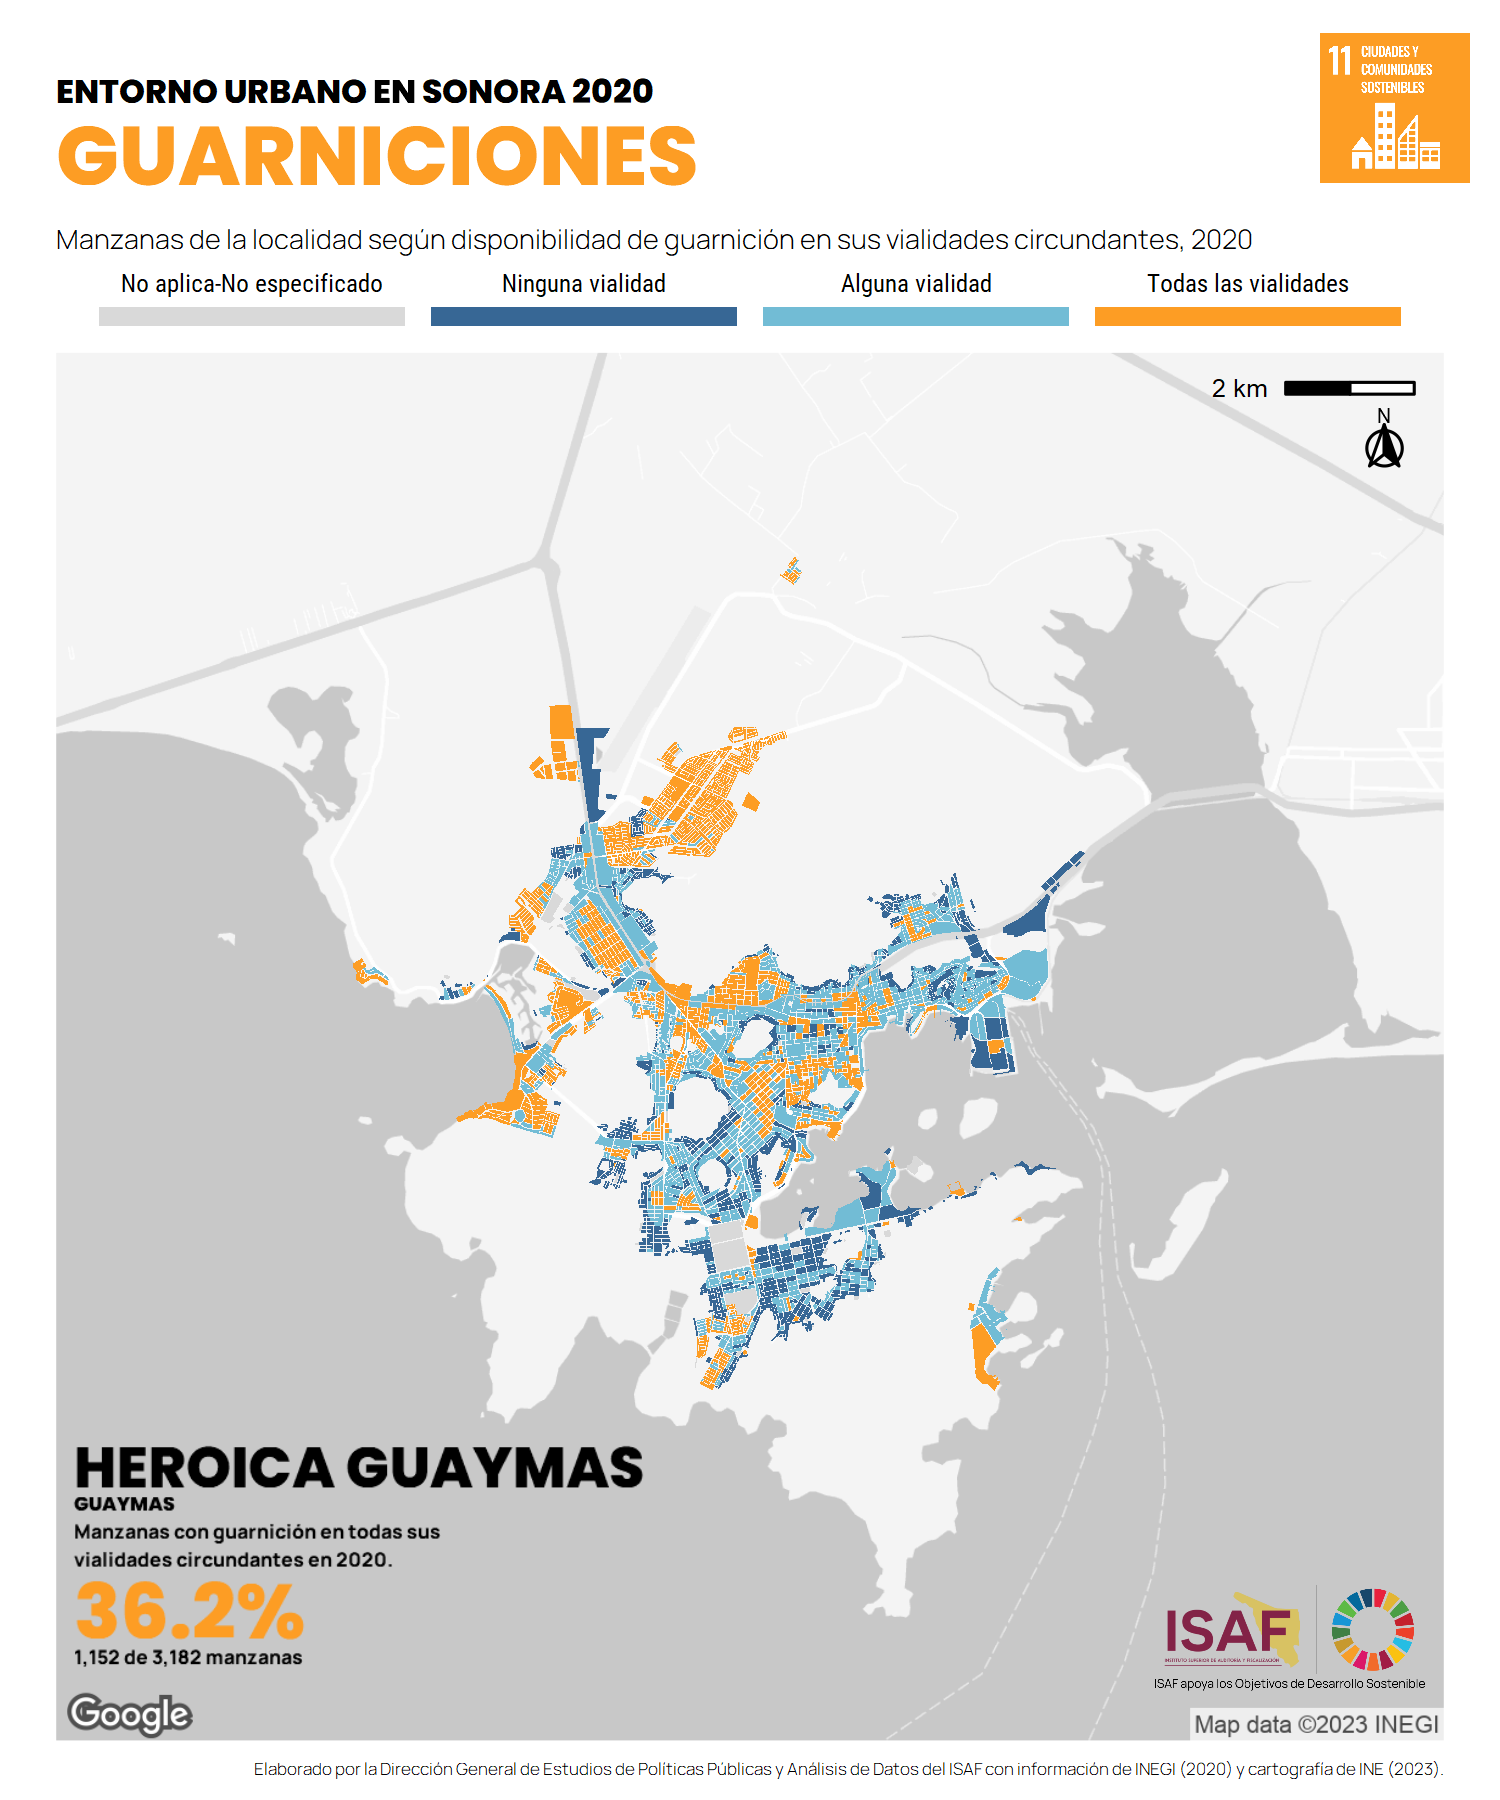 ENTORNO URBANO EN SONORA 2020
GUARNICIONES
11 CIUDADES Y
COMUNIDADES
SOSTENIBLES
Manzanas de la localidad según disponibilidad de guarnición en sus vialidades circundantes, 2020
No aplica-No especificado
Ninguna vialidad
Alguna vialidad
Todas las vialidades
2 km
N
HEROICA GUAYMAS
GUAYMAS
Manzanas con guarnición en todas sus
vialidades circundantes en 2020.
36.2%
1,152 de 3,182 manzanas
ISAF
INSTITUTO SUPERIOR DE AUDITORÍA Y FISCALIZACIÓN
ISAF apoya los Objetivos de Desarrollo Sostenible
Google
Map data ©2023 INEGI
Elaborado por la Dirección General de Estudios de Políticas Públicas y Análisis de Datos del ISAF con información de INEGI (2020) y cartografía de INE (2023).